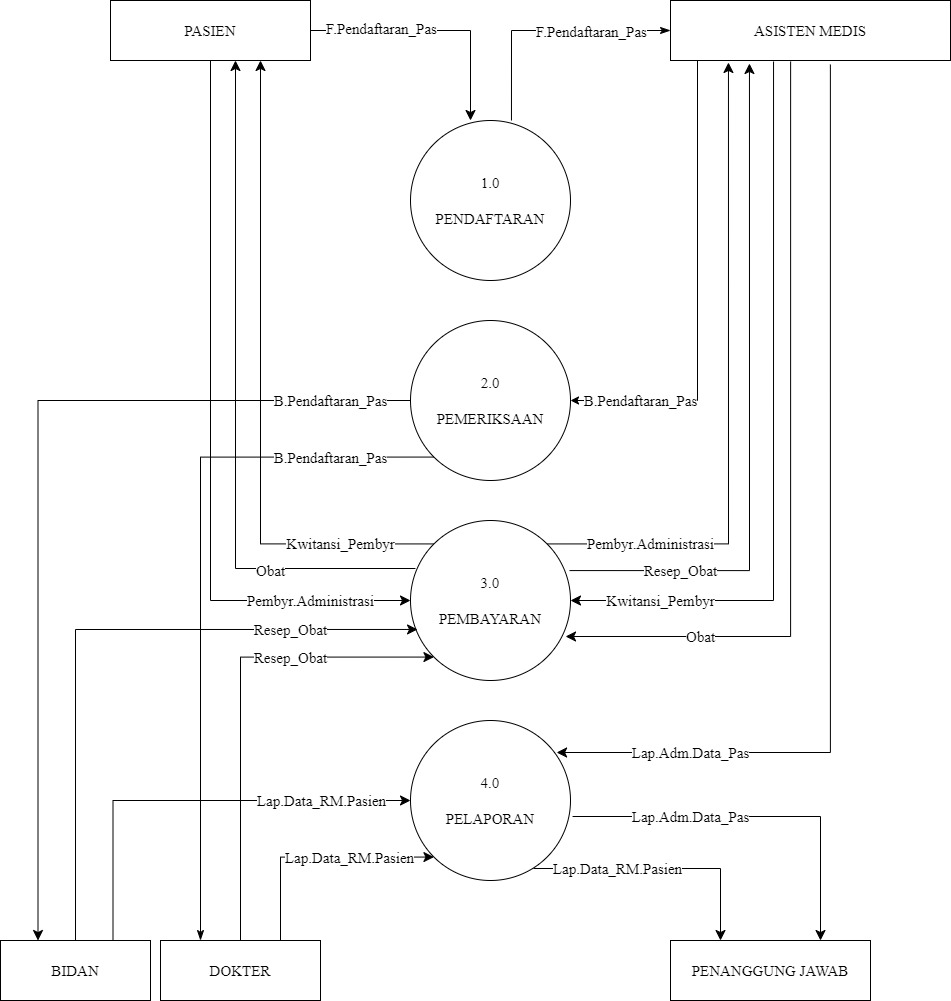 PASIEN
F.Pendaftaran_Pas
F.Pendaftaran_Pas
ASISTEN MEDIS
1.0
PENDAFTARAN
2.0
PEMERIKSAAN
B.Pendaftaran_Pas
B.Pendaftaran_Pas
B.Pendaftaran_Pas
Kwitansi_Pembyr
Pembyr.Administrasi
Obat
Resep_Obat
3.0
PEMBAYARAN
Pembyr.Administrasi
Kwitansi_Pembyr
Resep_Obat
Obat
Resep_Obat
Lap.Adm.Data_Pas
4.0
PELAPORAN
Lap.Data_RM.Pasien
Lap.Adm.Data_Pas
Lap.Data_RM.Pasien
Lap.Data_RM.Pasien
BIDAN
DOKTER
PENANGGUNG JAWAB